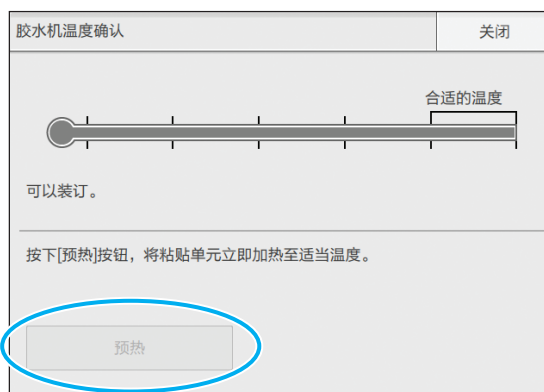 胶水机温度确认
关闭
合适的温度
可以装订。
按下[预热]按钮，将粘贴单元立即加热至适当温度。
预热